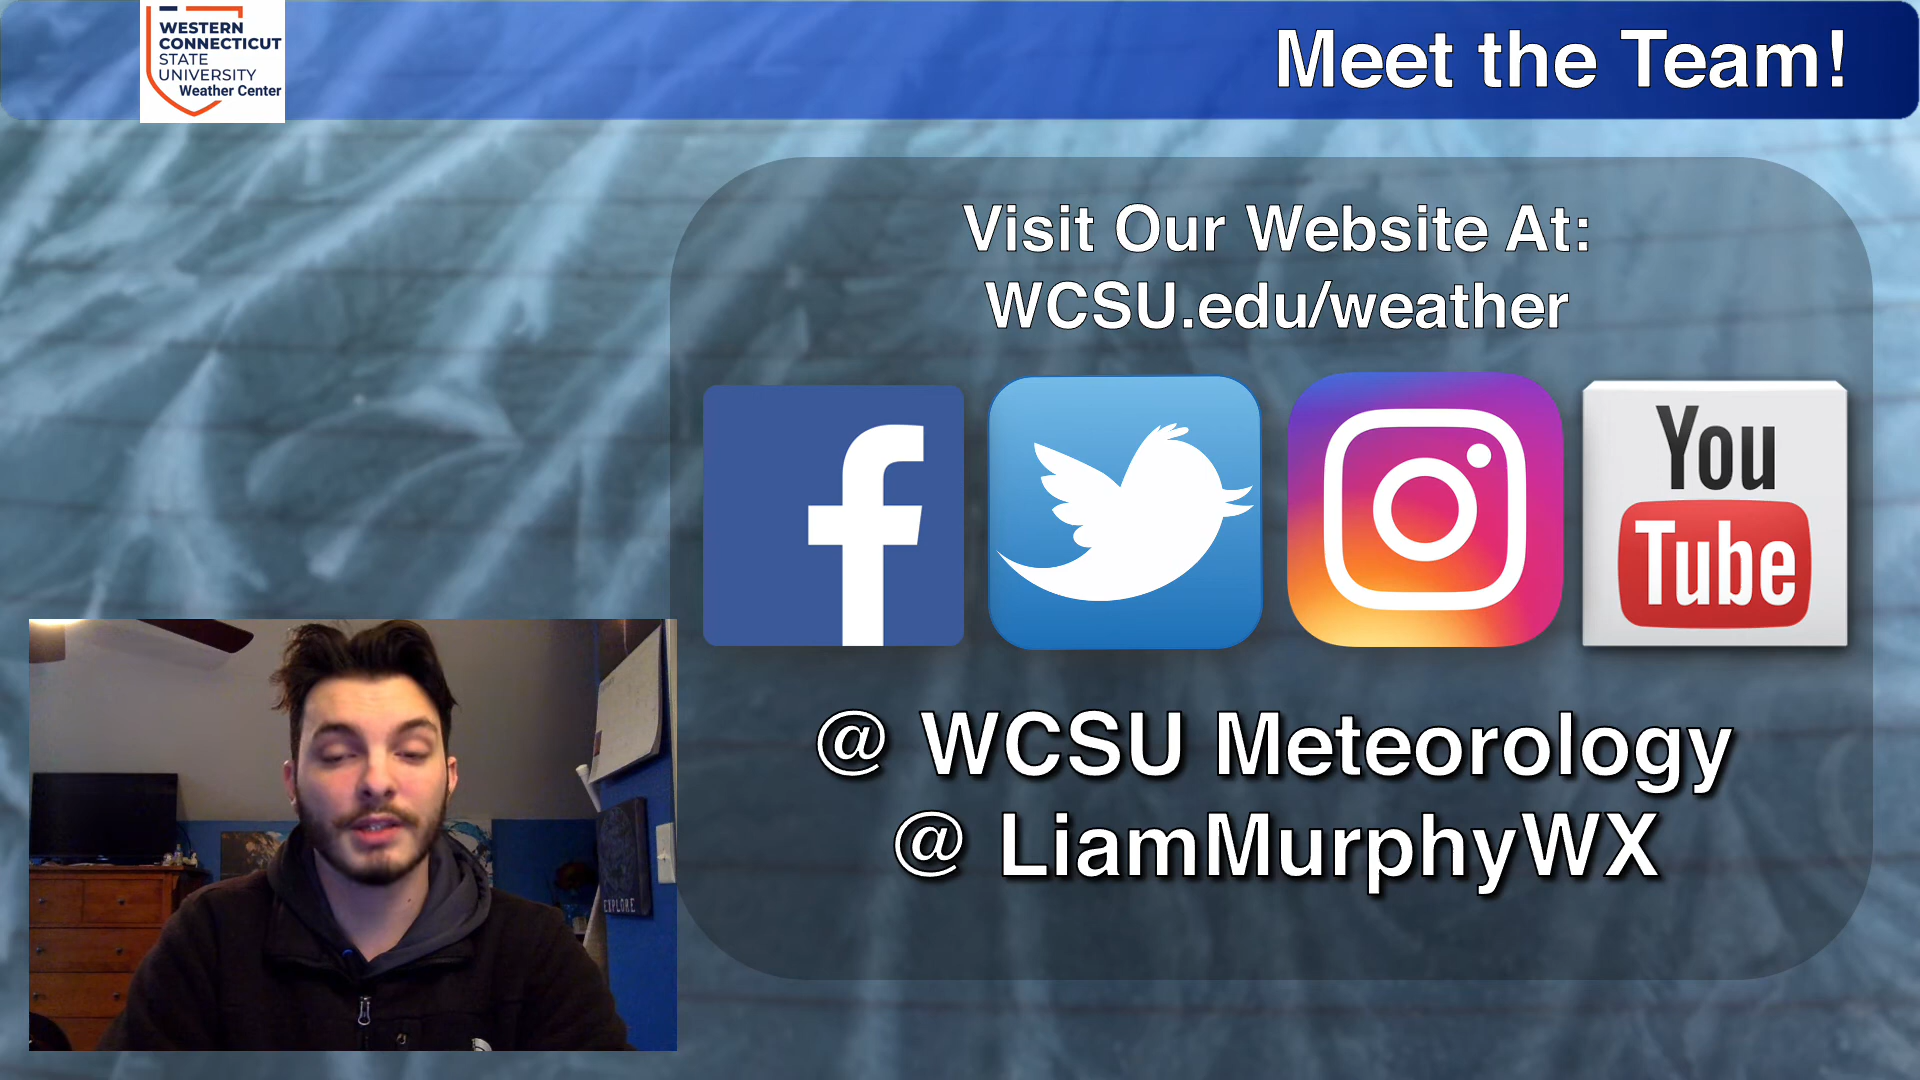 WESTERN
CONNECTICUT
STATE
UNIVERSITY
Weather Center
Meet the Team!
Visit Our Website At:
WCSU.edu/weather
You
Tube
@ WCSU Meteorology
@ LiamMurphyWX
EXPLORE